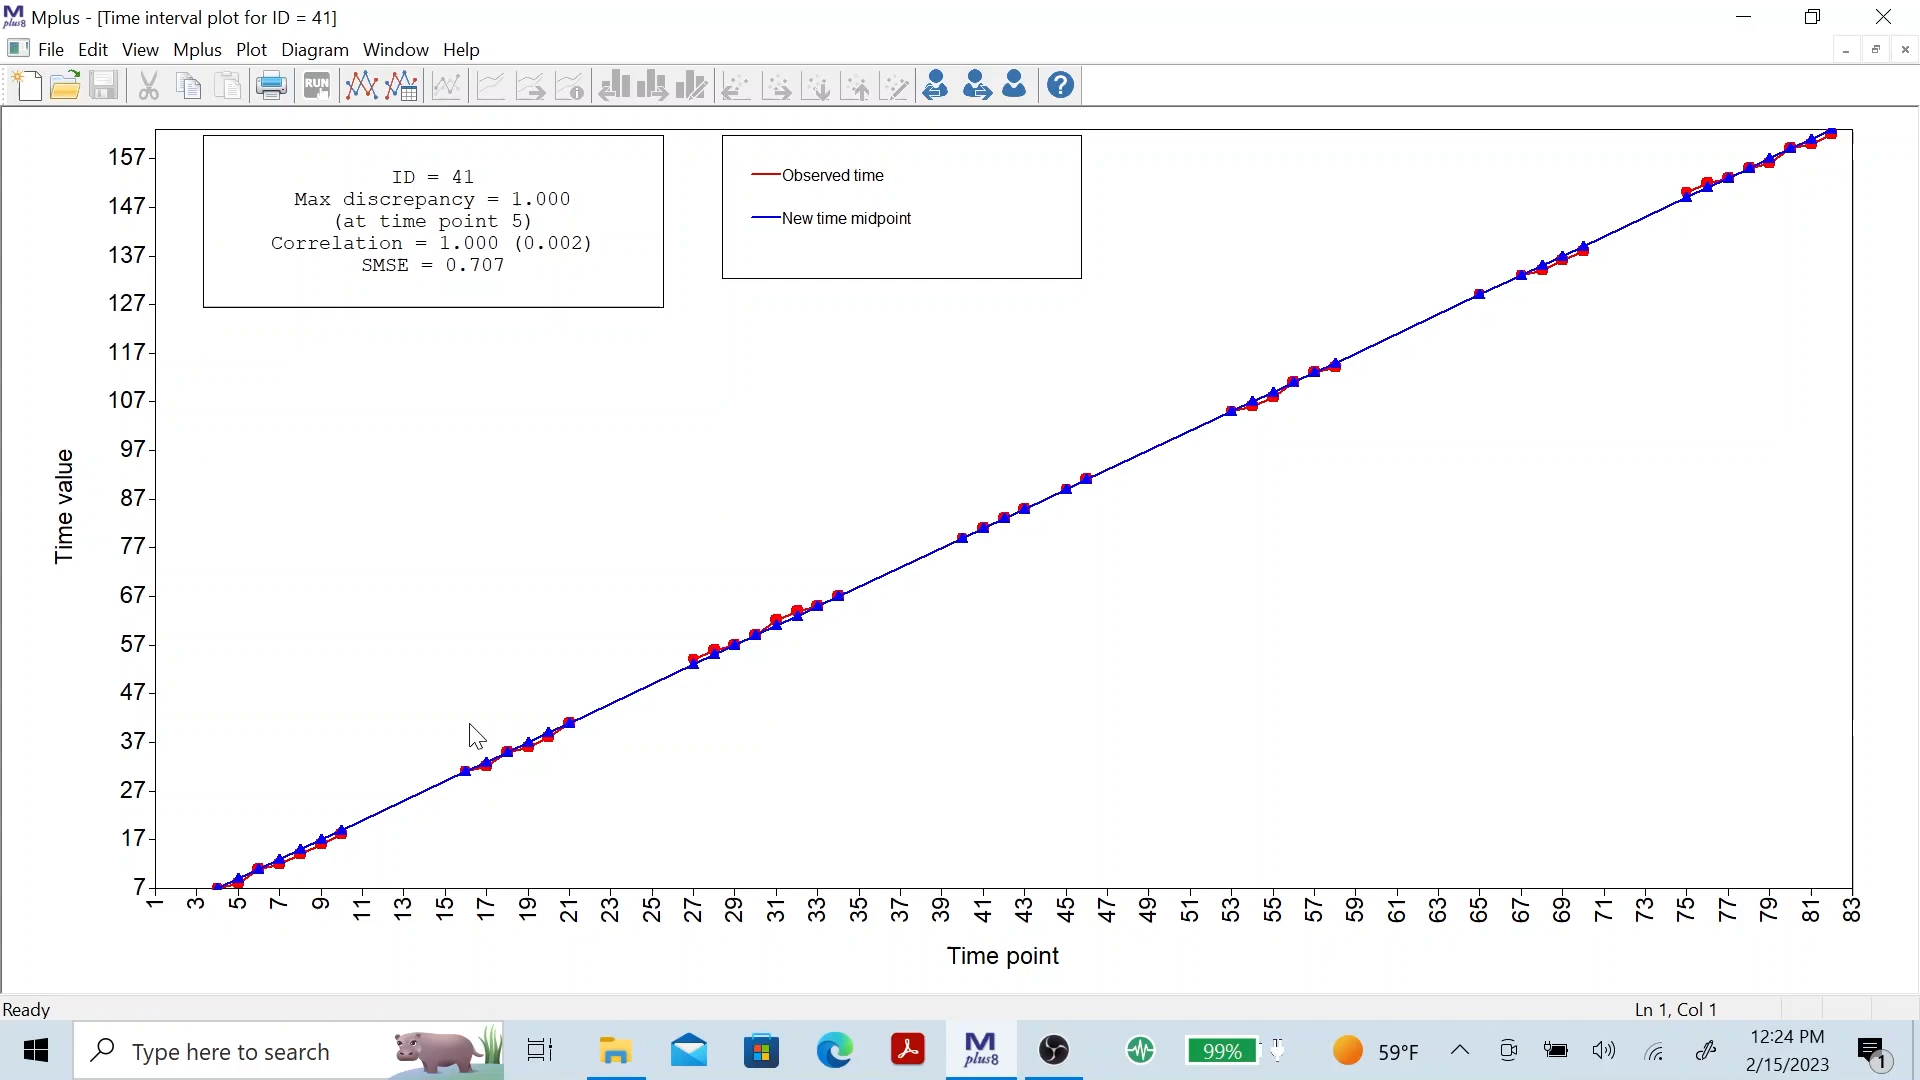 Mplus - [Time interval plot for ID = 41]
File Edit View Mplus Plot Diagram Window Help
RUN
ID = 41
Max discrepancy = 1.000
(at time point 5)
Correlation = 1.000 (0.002)
SMSE = 0.707
Observed time
New time midpoint
Time value
157
147
137
127
117
107
97
87
77
67
57
47
37
27
17
7
1 3 5 7 9 11 13 15 17 19 21 23 25 27 29 31 33 35 37 39 41 43 45 47 49 51 53 55 57 59 61 63 65 67 69 71 73 75 77 79 81 83
Time point
Ready
Ln 1, Col 1
Type here to search
M
plus8
99%
59°F
12:24 PM
2/15/2023
1